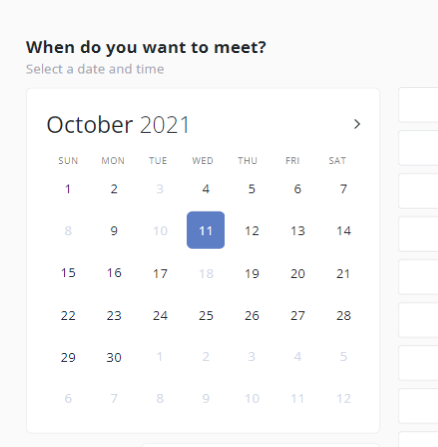 When do you want to meet?
Select a date and time
October 2021 >
SUN MON TUE WED THU FRI SAT
1 2 3 4 5 6 7
8 9 10 11 12 13 14
15 16 17 18 19 20 21
22 23 24 25 26 27 28
29 30 1 2 3 4 5
6 7 8 9 10 11 12